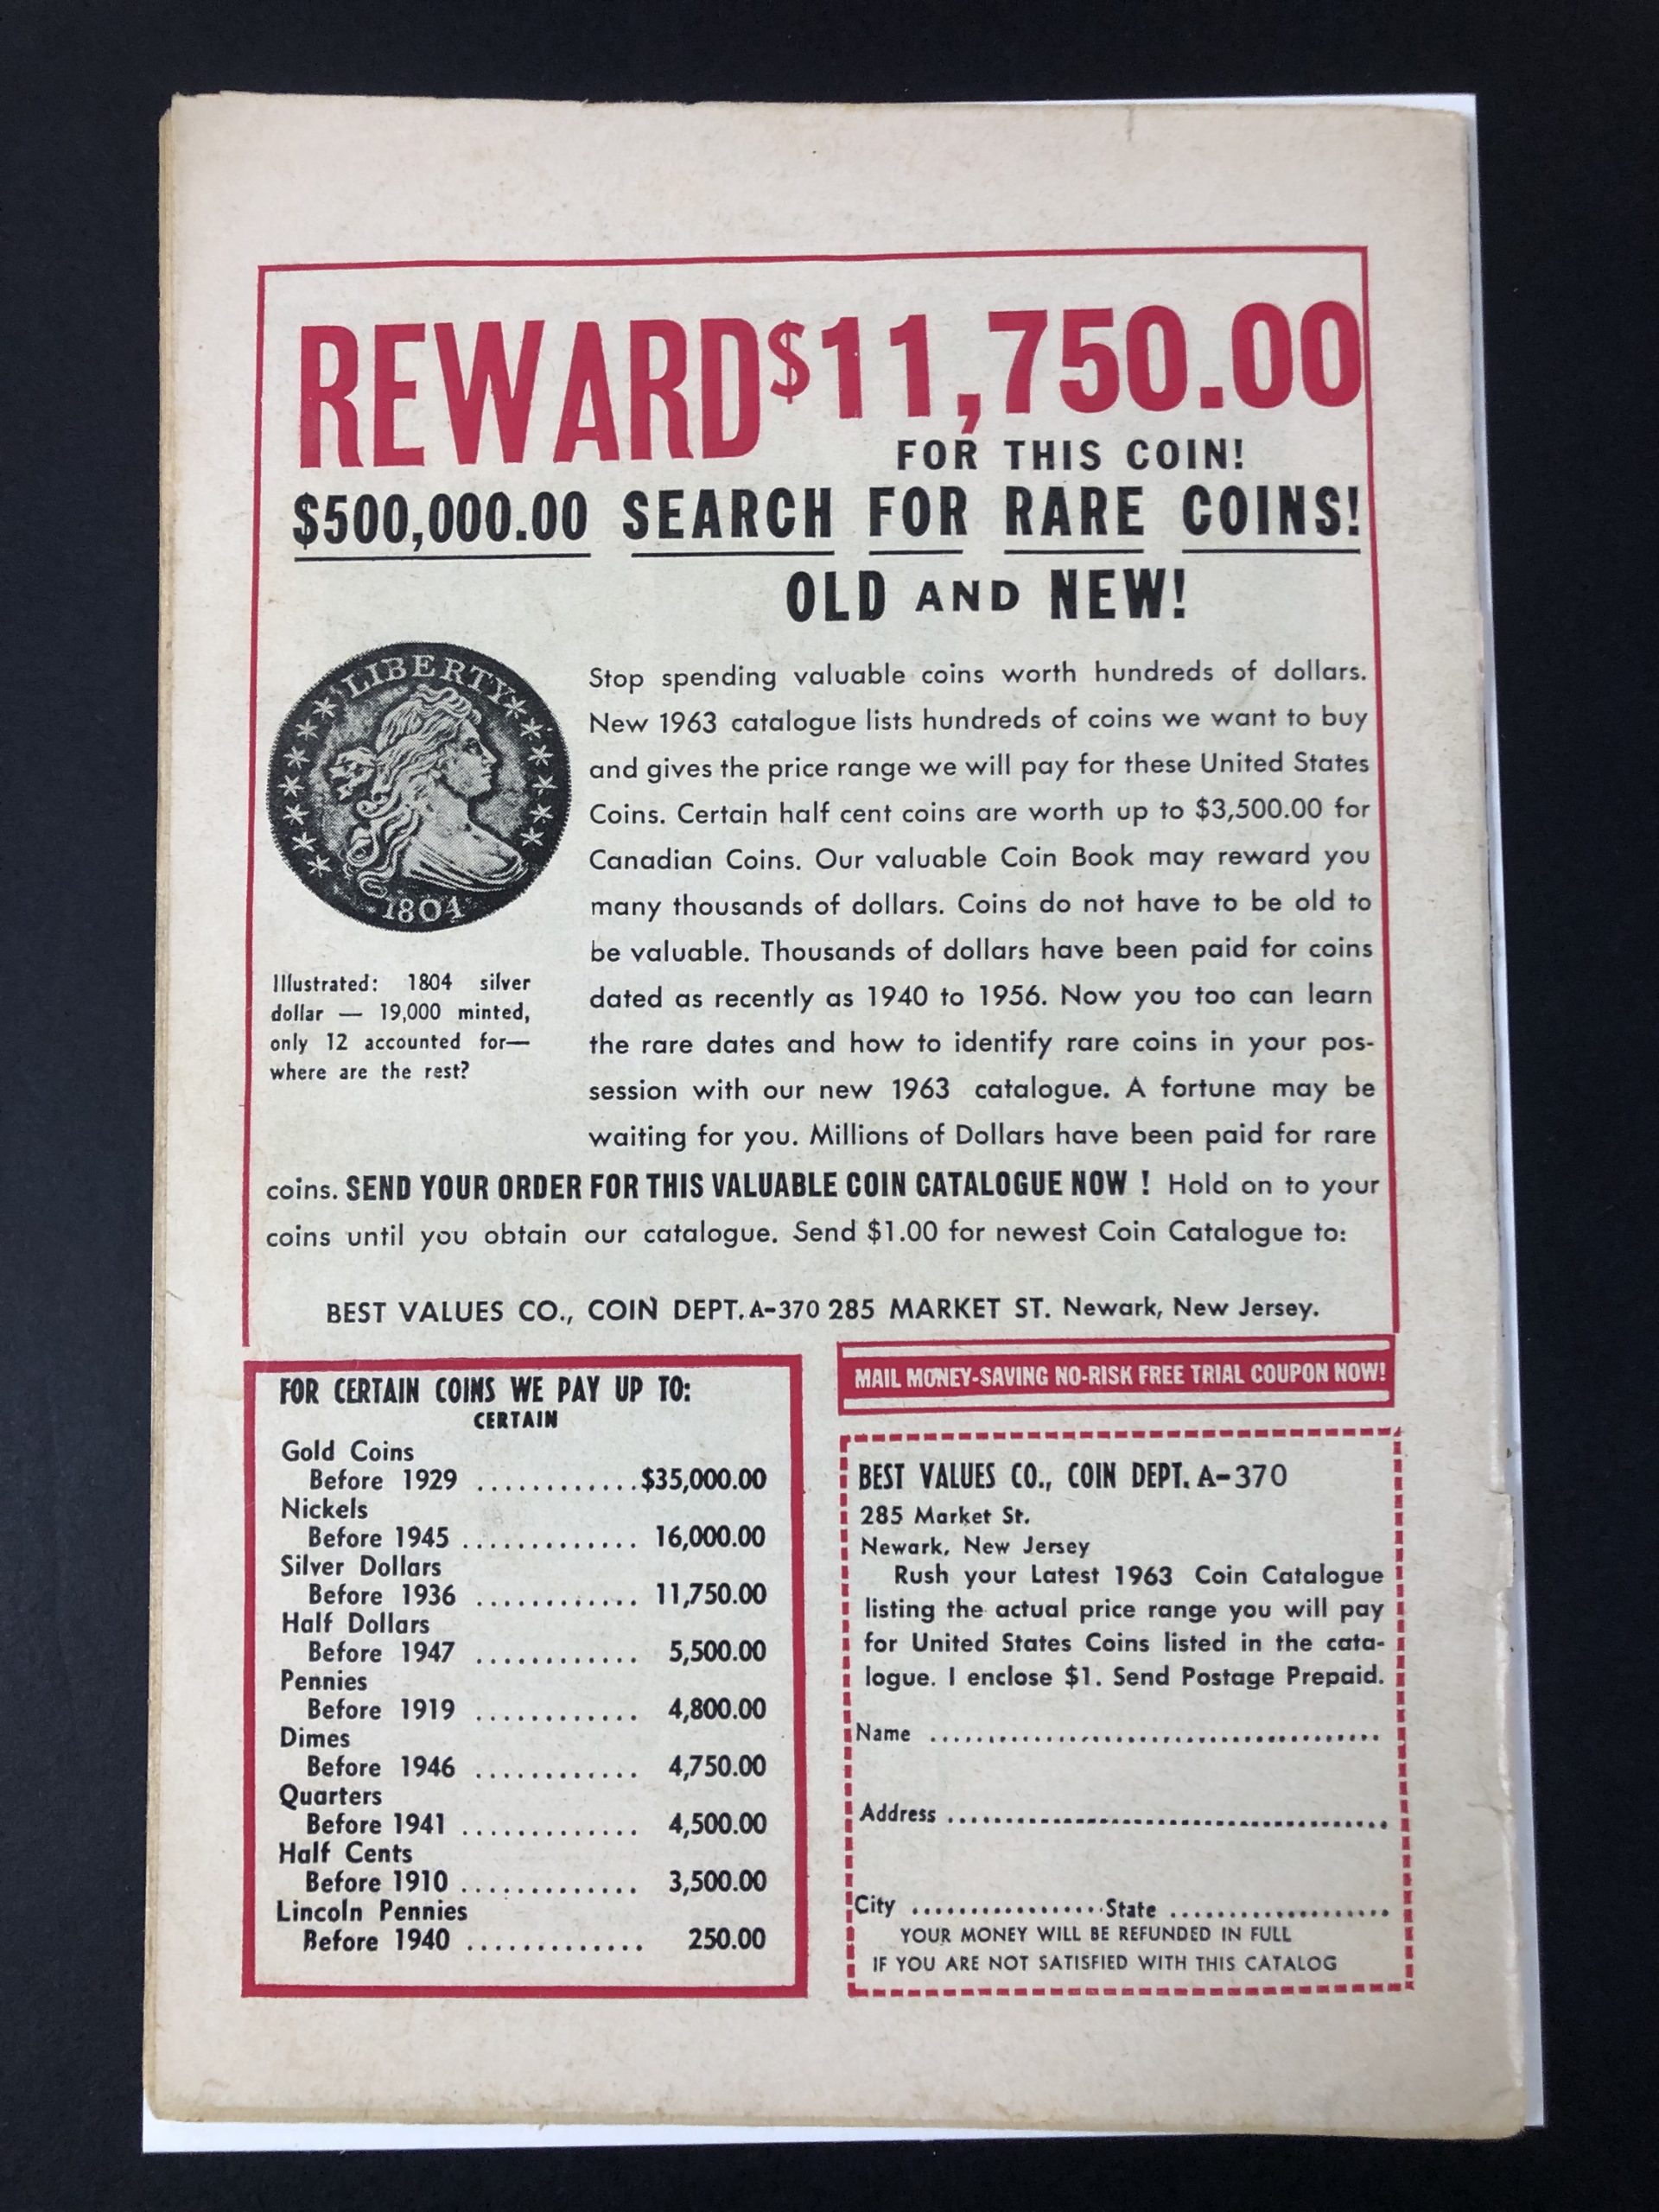 REWARD $11,750.00
FOR THIS COIN!
$500,000.00 SEARCH FOR RARE COINS!
OLD AND NEW!
LIBERTY
1804
Illustrated: 1804 silver
dollar — 19,000 minted,
only 12 accounted for—
where are the rest?
Stop spending valuable coins worth hundreds of dollars.
New 1963 catalogue lists hundreds of coins we want to buy
and gives the price range we will pay for these United States
Coins. Certain half cent coins are worth up to $3,500.00 for
Canadian Coins. Our valuable Coin Book may reward you
many thousands of dollars. Coins do not have to be old to
be valuable. Thousands of dollars have been paid for coins
dated as recently as 1940 to 1956. Now you too can learn
the rare dates and how to identify rare coins in your pos-
session with our new 1963 catalogue. A fortune may be
waiting for you. Millions of Dollars have been paid for rare
coins. SEND YOUR ORDER FOR THIS VALUABLE COIN CATALOGUE NOW ! Hold on to your
coins until you obtain our catalogue. Send $1.00 for newest Coin Catalogue to:
BEST VALUES CO., COIN DEPT. A-370 285 MARKET ST. Newark, New Jersey.
FOR CERTAIN COINS WE PAY UP TO:
CERTAIN
Gold Coins
Before 1929 ............$35,000.00
Nickels
Before 1945 ............. 16,000.00
Silver Dollars
Before 1936 ............ 11,750.00
Half Dollars
Before 1947 ............ 5,500.00
Pennies
Before 1919 ............ 4,800.00
Dimes
Before 1946 ............ 4,750.00
Quarters
Before 1941 ............. 4,500.00
Half Cents
Before 1910 ............. 3,500.00
Lincoln Pennies
Before 1940 ............. 250.00
MAIL MONEY-SAVING NO-RISK FREE TRIAL COUPON NOW!
BEST VALUES CO., COIN DEPT. A-370
285 Market St.
Newark, New Jersey
Rush your Latest 1963 Coin Catalogue
listing the actual price range you will pay
for United States Coins listed in the cata-
logue. I enclose $1. Send Postage Prepaid.
Name ........................................
Address ........................................
City .................. State ....................
YOUR MONEY WILL BE REFUNDED IN FULL
IF YOU ARE NOT SATISFIED WITH THIS CATALOG